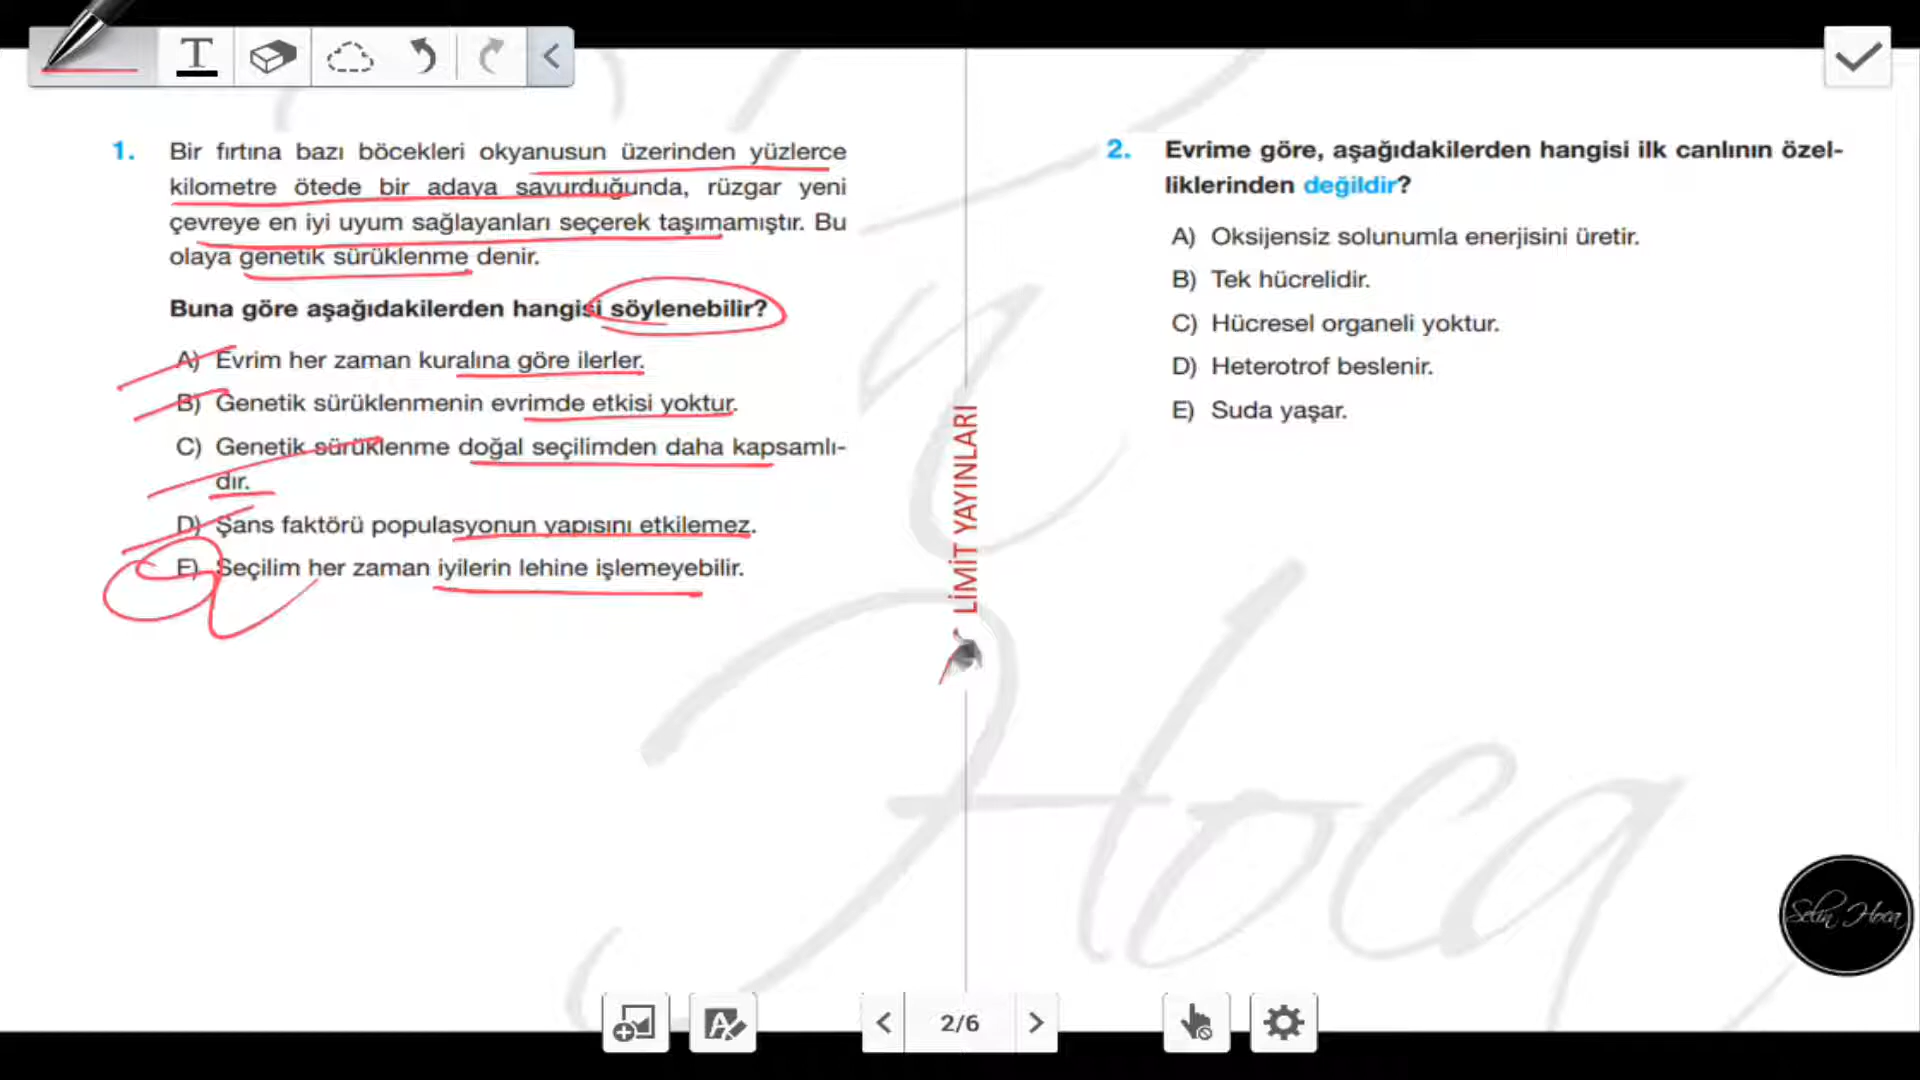 T
1. Bir fırtına bazı böcekleri okyanusun üzerinden yüzlerce
kilometre ötede bir adaya savurduğunda, rüzgar yeni
çevreye en iyi uyum sağlayanları seçerek taşımamıştır. Bu
olaya genetik sürüklenme denir.
Buna göre aşağıdakilerden hangisi söylenebilir?
A) Evrim her zaman kuralına göre ilerler.
B) Genetik sürüklenmenin evrimde etkisi yoktur.
C) Genetik sürüklenme doğal seçilimden daha kapsamlı-
dır.
D) Şans faktörü populasyonun yapısını etkilemez.
E) Seçilim her zaman iyilerin lehine işlemeyebilir.
LİMİT YAYINLARI
2. Evrime göre, aşağıdakilerden hangisi ilk canlının özel-
liklerinden değildir?
A) Oksijensiz solunumla enerjisini üretir.
B) Tek hücrelidir.
C) Hücresel organeli yoktur.
D) Heterotrof beslenir.
E) Suda yaşar.
Hoca
Selin Hoca
A
2/6